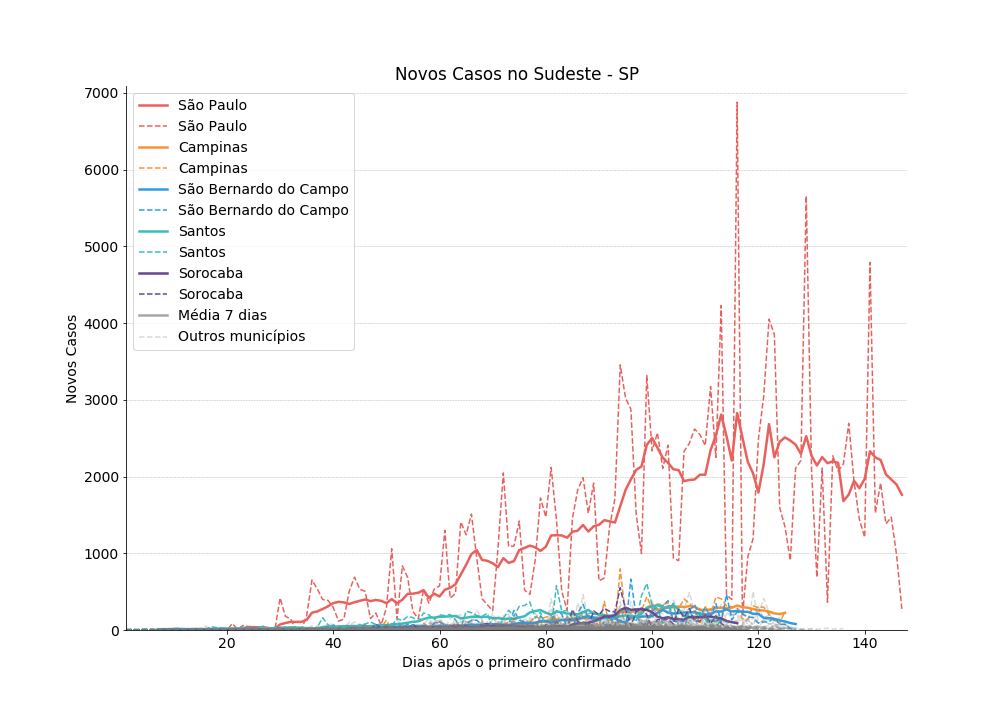 Novos Casos no Sudeste - SP
Novos Casos
7000
6000
5000
4000
3000
2000
1000
0
São Paulo
São Paulo
Campinas
Campinas
São Bernardo do Campo
São Bernardo do Campo
Santos
Santos
Sorocaba
Sorocaba
Média 7 dias
Outros municípios
20 40 60 80 100 120 140
Dias após o primeiro confirmado